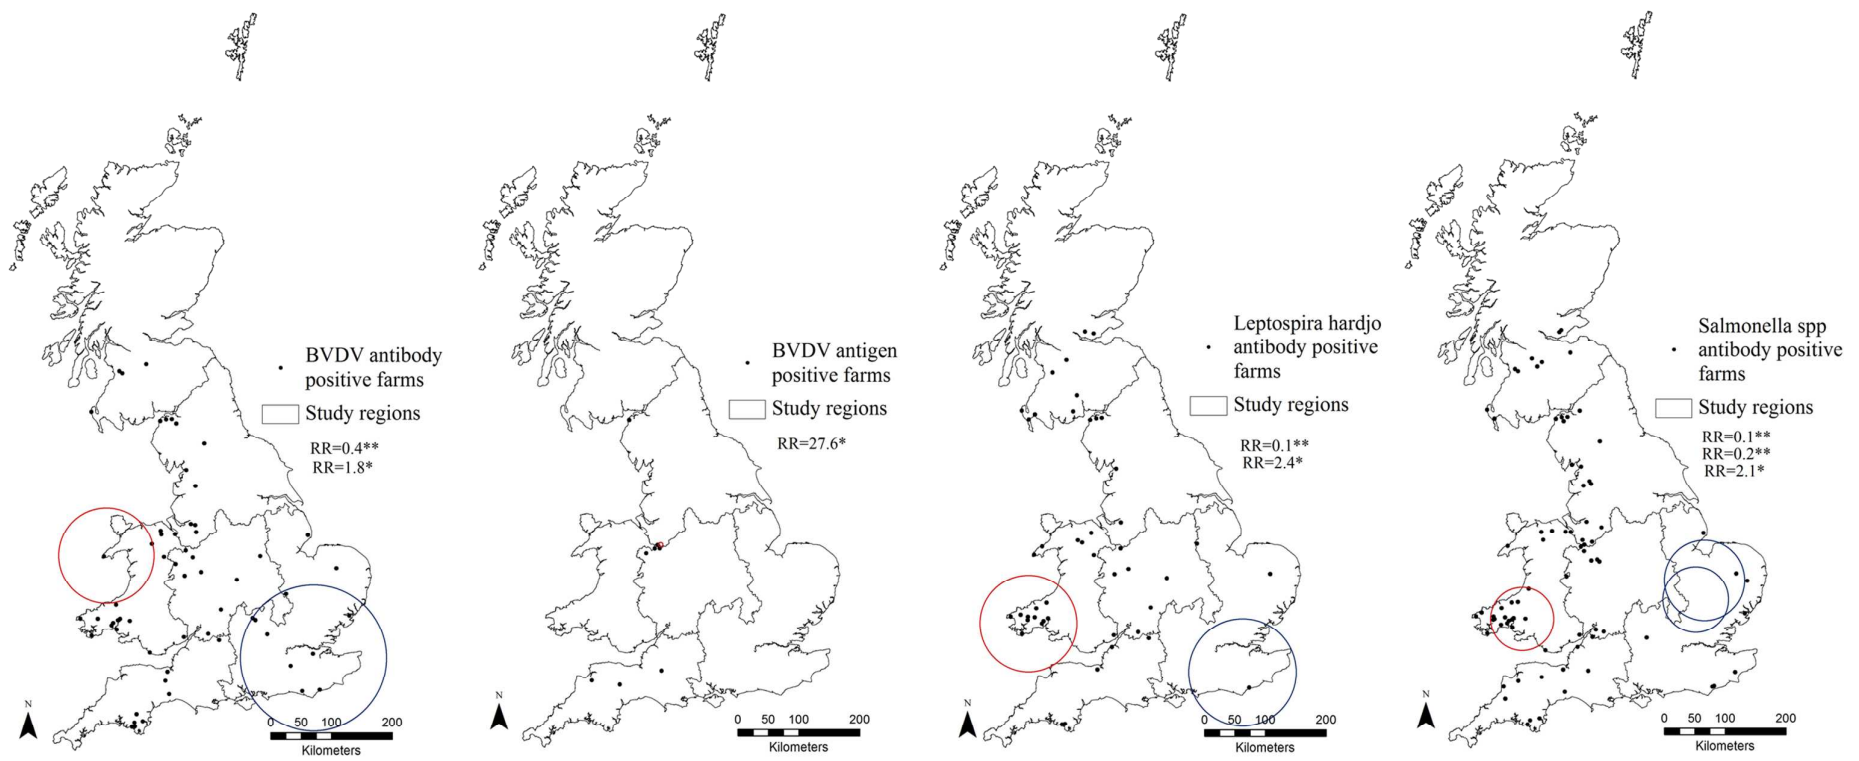 BVDV antibody
positive farms
Study regions
RR=0.4**
RR=1.8*
N
0 50 100 200
Kilometers
BVDV antigen
positive farms
Study regions
RR=27.6*
N
0 50 100 200
Kilometers
Leptospira hardjo
antibody positive
farms
Study regions
RR=0.1**
RR=2.4*
N
0 50 100 200
Kilometers
Salmonella spp
antibody positive
farms
Study regions
RR=0.1**
RR=0.2**
RR=2.1*
N
0 50 100 200
Kilometers